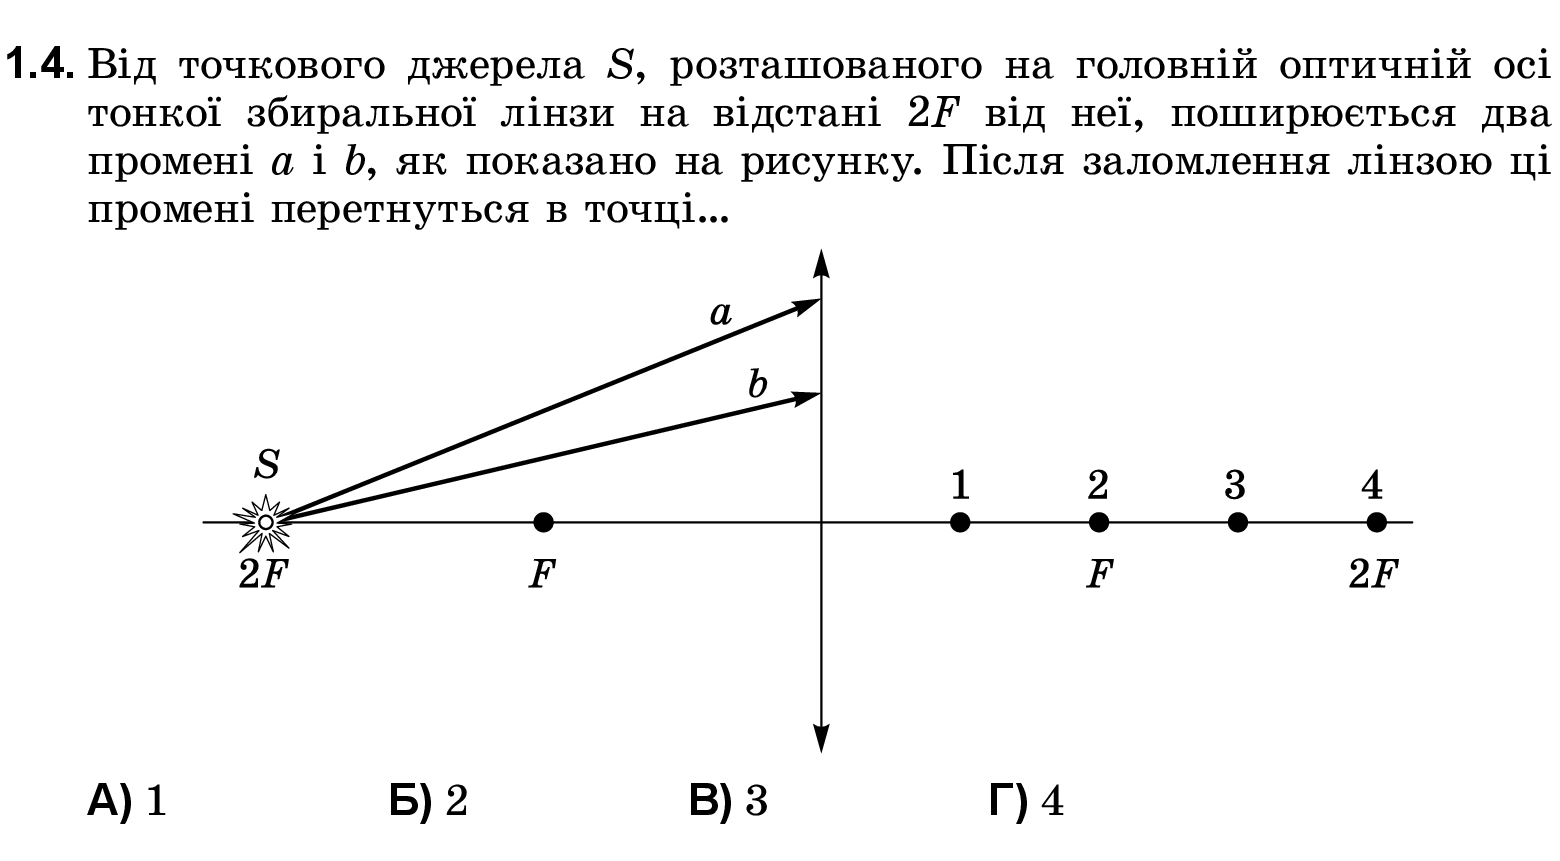 1.4. Від точкового джерела S, розташованого на головній оптичній осі
тонкої збиральної лінзи на відстані 2F від неї, поширюється два
промені a і b, як показано на рисунку. Після заломлення лінзою ці
промені перетнуться в точці...
a
b
S
1 2 3 4
2F F F 2F
А) 1 Б) 2 В) 3 Г) 4